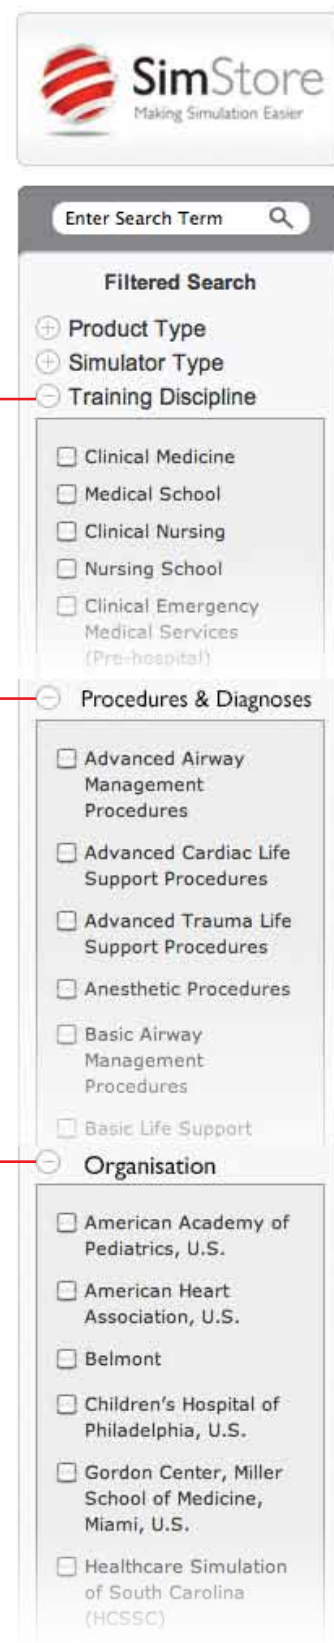 SimStore
Making Simulation Easier
Enter Search Term
Filtered Search
Product Type
Simulator Type
Training Discipline
Clinical Medicine
Medical School
Clinical Nursing
Nursing School
Clinical Emergency
Medical Services
(Pre-hospital)
Procedures & Diagnoses
Advanced Airway
Management
Procedures
Advanced Cardiac Life
Support Procedures
Advanced Trauma Life
Support Procedures
Anesthetic Procedures
Basic Airway
Management
Procedures
Basic Life Support
Organisation
American Academy of
Pediatrics, U.S.
American Heart
Association, U.S.
Belmont
Children's Hospital of
Philadelphia, U.S.
Gordon Center, Miller
School of Medicine,
Miami, U.S.
Healthcare Simulation
of South Carolina
(HCSSC)